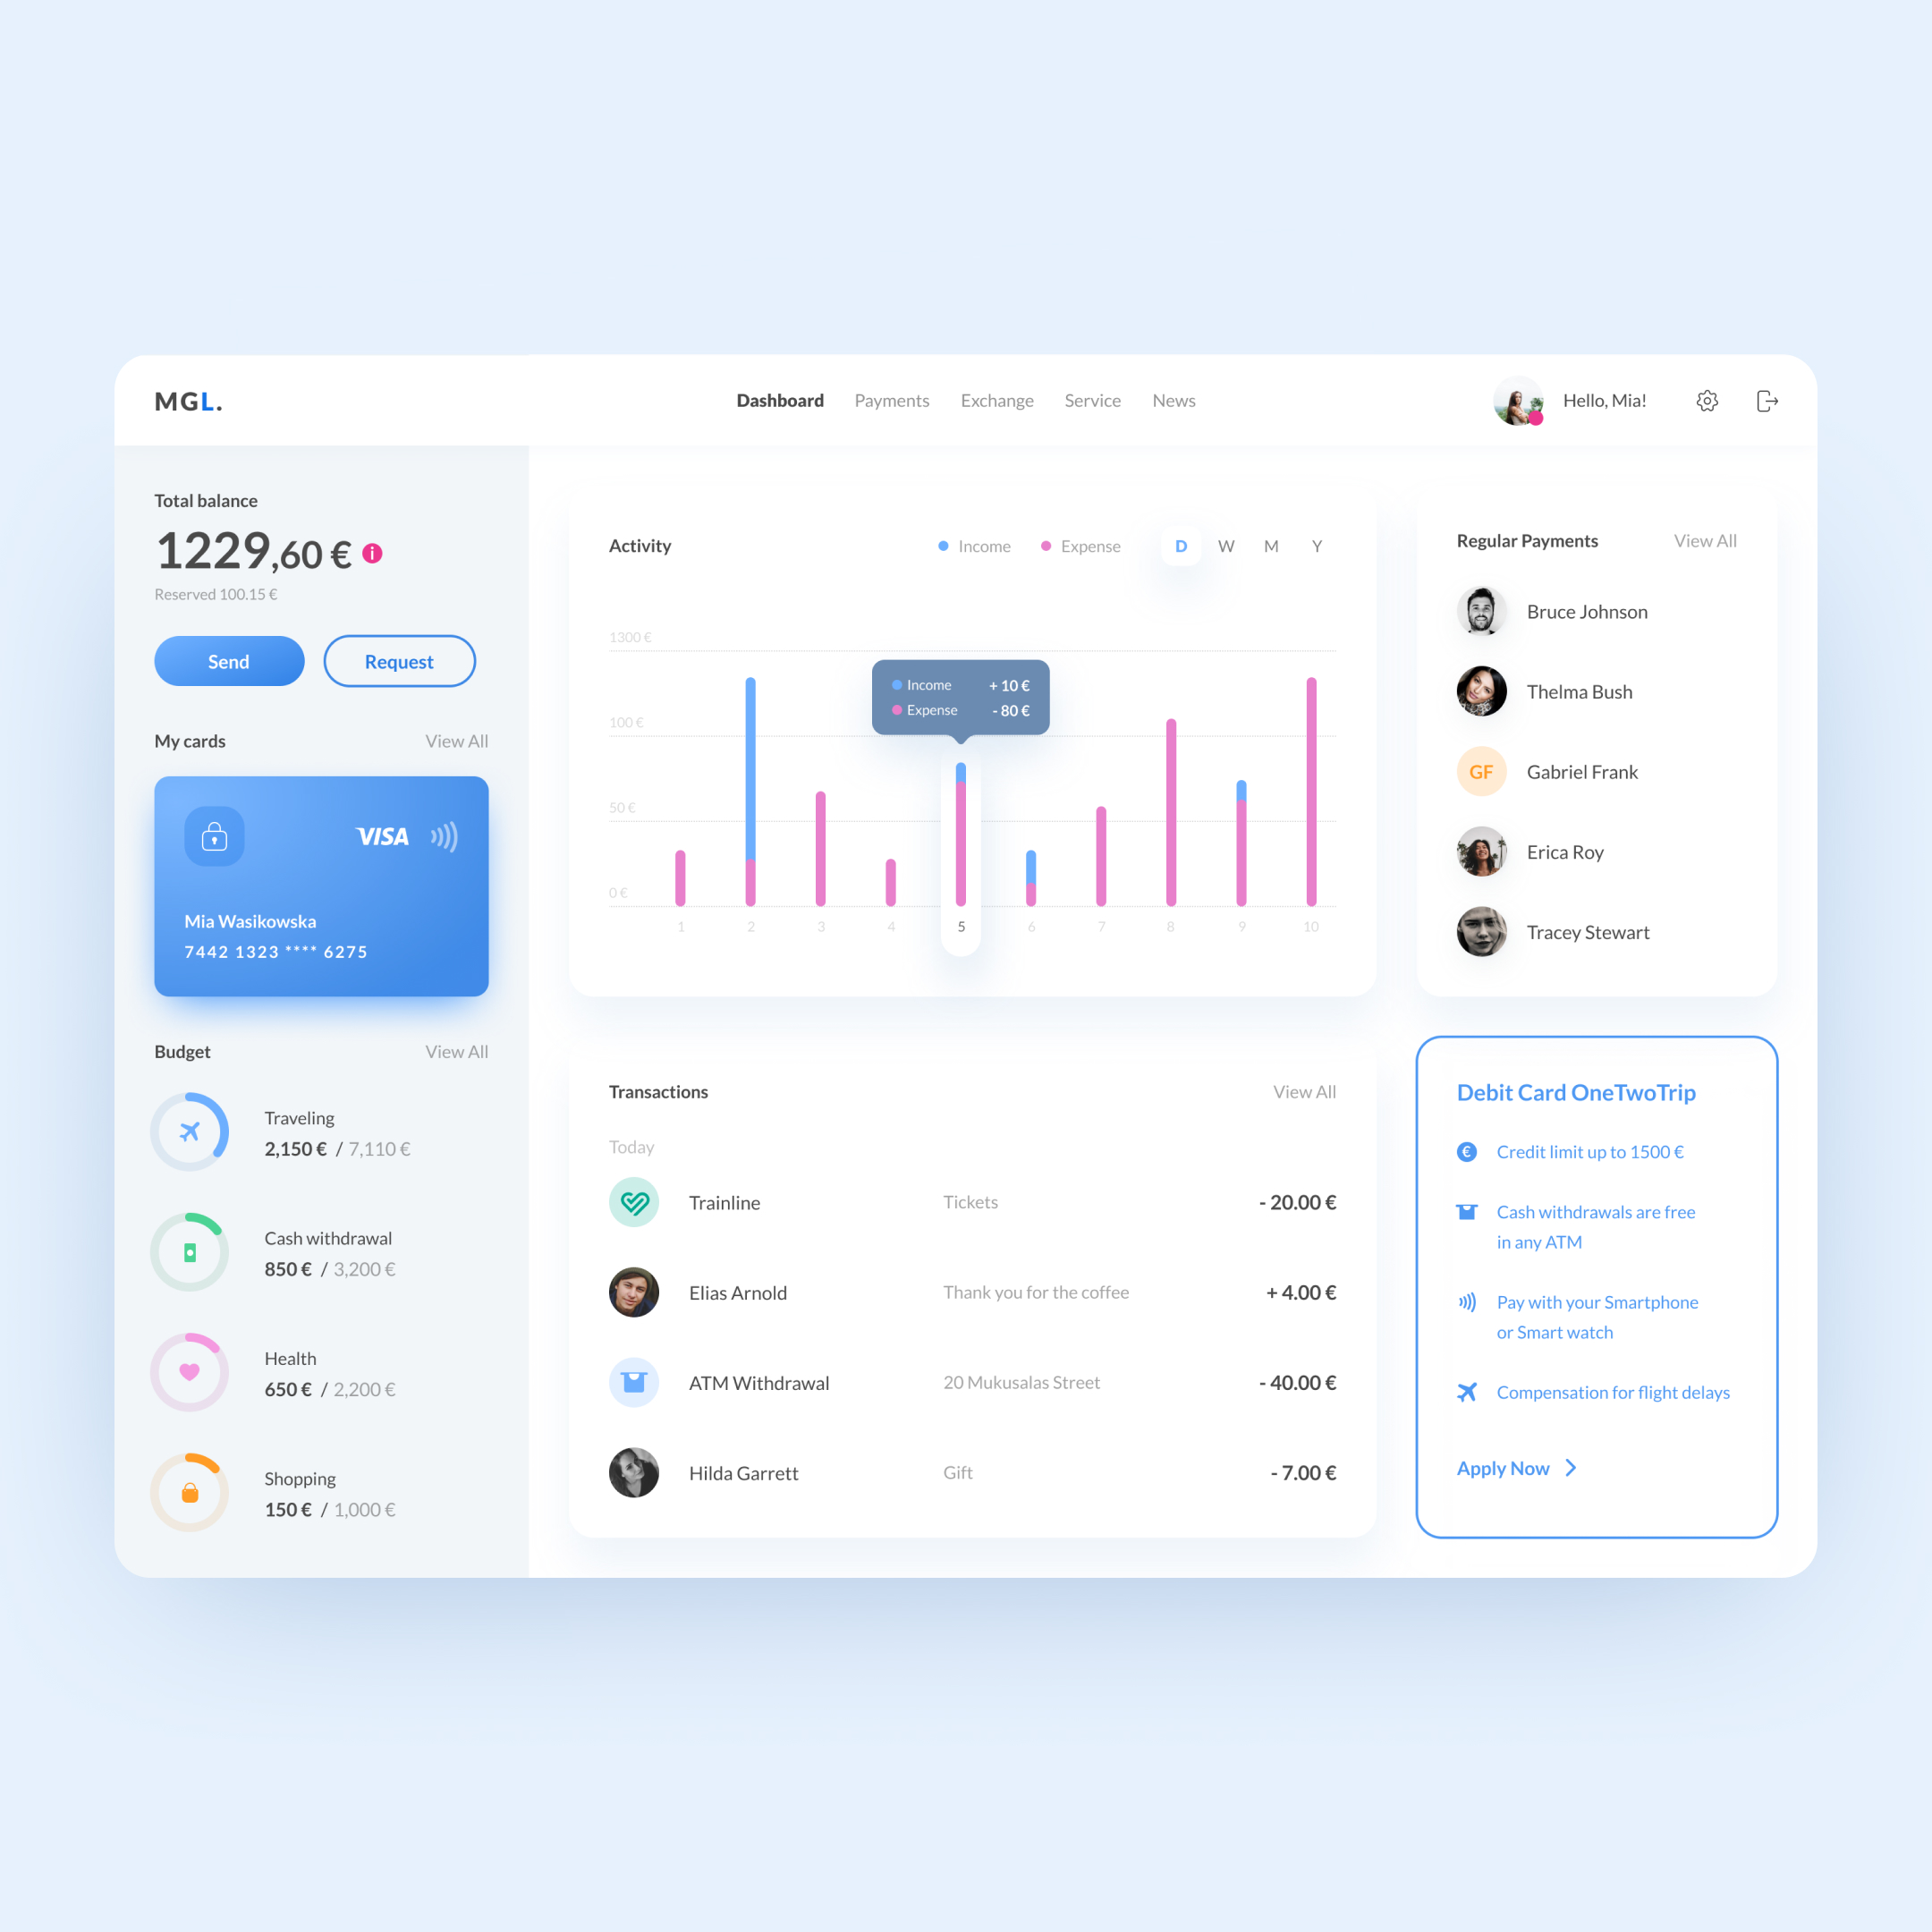 MGL.
Dashboard Payments Exchange Service News
Hello, Mia!
Total balance
1229,60 €
Reserved 100.15 €
Send Request
My cards View All
VISA
Mia Wasikowska
7442 1323 **** 6275
Budget View All
Traveling
2,150 € / 7,110 €
Cash withdrawal
850 € / 3,200 €
Health
650 € / 2,200 €
Shopping
150 € / 1,000 €
Activity Income Expense D W M Y
1300 €
100 €
50 €
0 €
Income + 10 €
Expense - 80 €
1 2 3 4 5 6 7 8 9 10
Transactions View All
Today
Trainline Tickets - 20.00 €
Elias Arnold Thank you for the coffee + 4.00 €
ATM Withdrawal 20 Mukusalas Street - 40.00 €
Hilda Garrett Gift - 7.00 €
Regular Payments View All
Bruce Johnson
Thelma Bush
GF Gabriel Frank
Erica Roy
Tracey Stewart
Debit Card OneTwoTrip
€ Credit limit up to 1500 €
Cash withdrawals are free
in any ATM
Pay with your Smartphone
or Smart watch
Compensation for flight delays
Apply Now